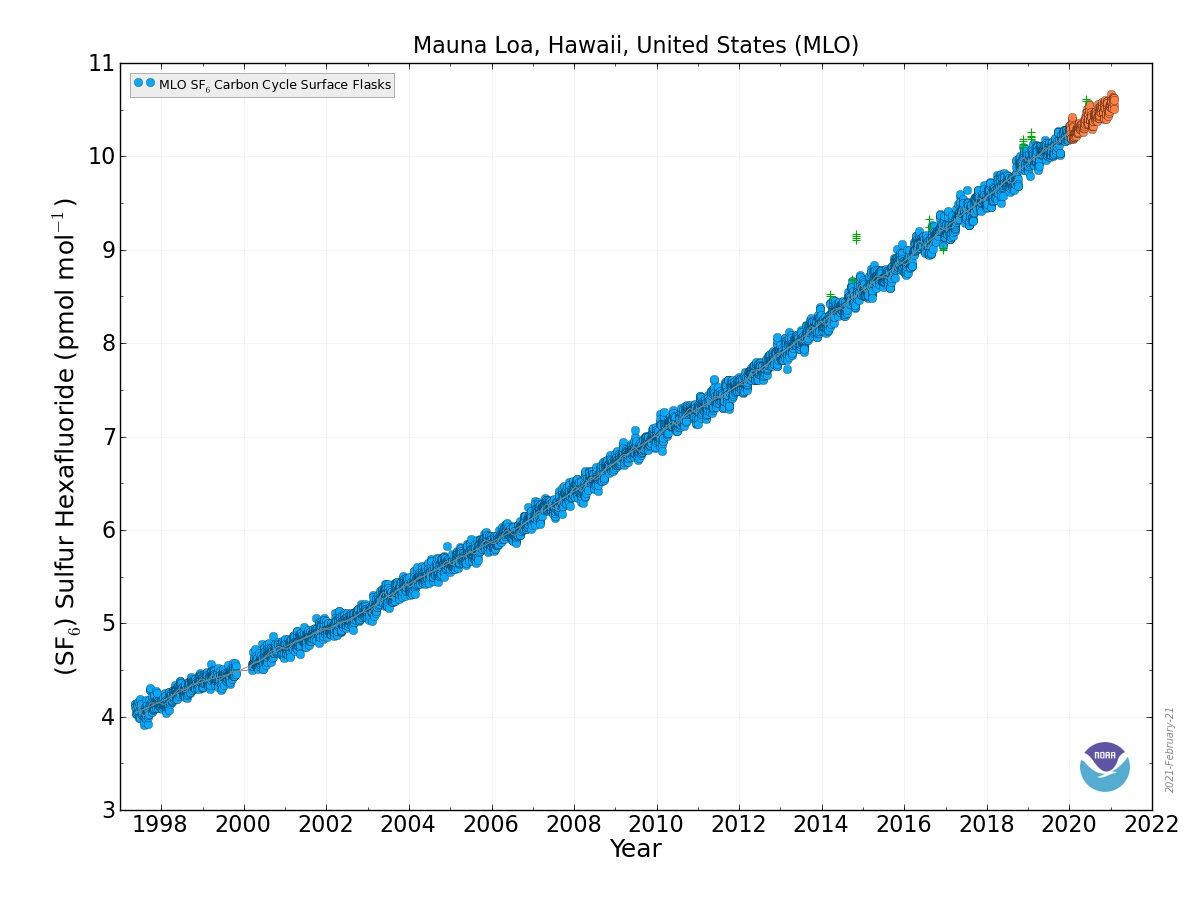 Mauna Loa, Hawaii, United States (MLO)
MLO SF₆ Carbon Cycle Surface Flasks
(SF₆) Sulfur Hexafluoride (pmol mol⁻¹)
11
10
9
8
7
6
5
4
3
1998 2000 2002 2004 2006 2008 2010 2012 2014 2016 2018 2020 2022
Year
NOAA
2021-February-21